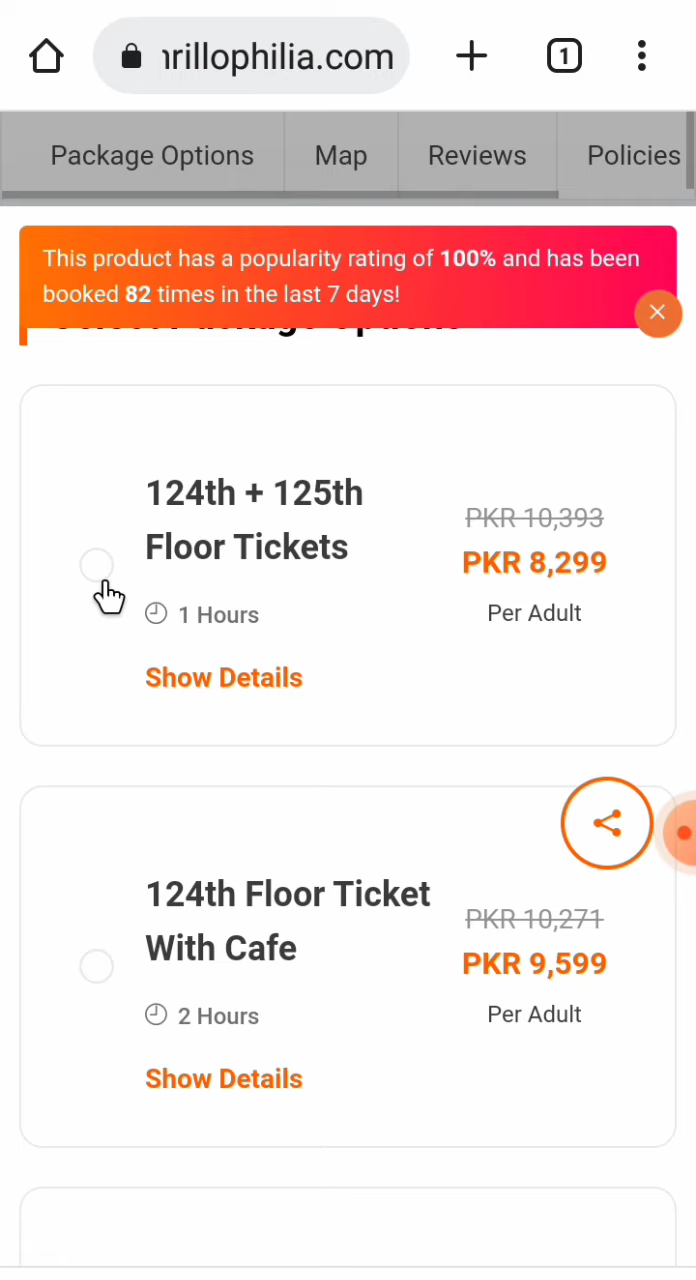 hrillophilia.com
1
Package Options Map Reviews Policies
This product has a popularity rating of 100% and has been
booked 82 times in the last 7 days!
124th + 125th
Floor Tickets
PKR 10,393
PKR 8,299
Per Adult
1 Hours
Show Details
124th Floor Ticket
With Cafe
PKR 10,271
PKR 9,599
Per Adult
2 Hours
Show Details